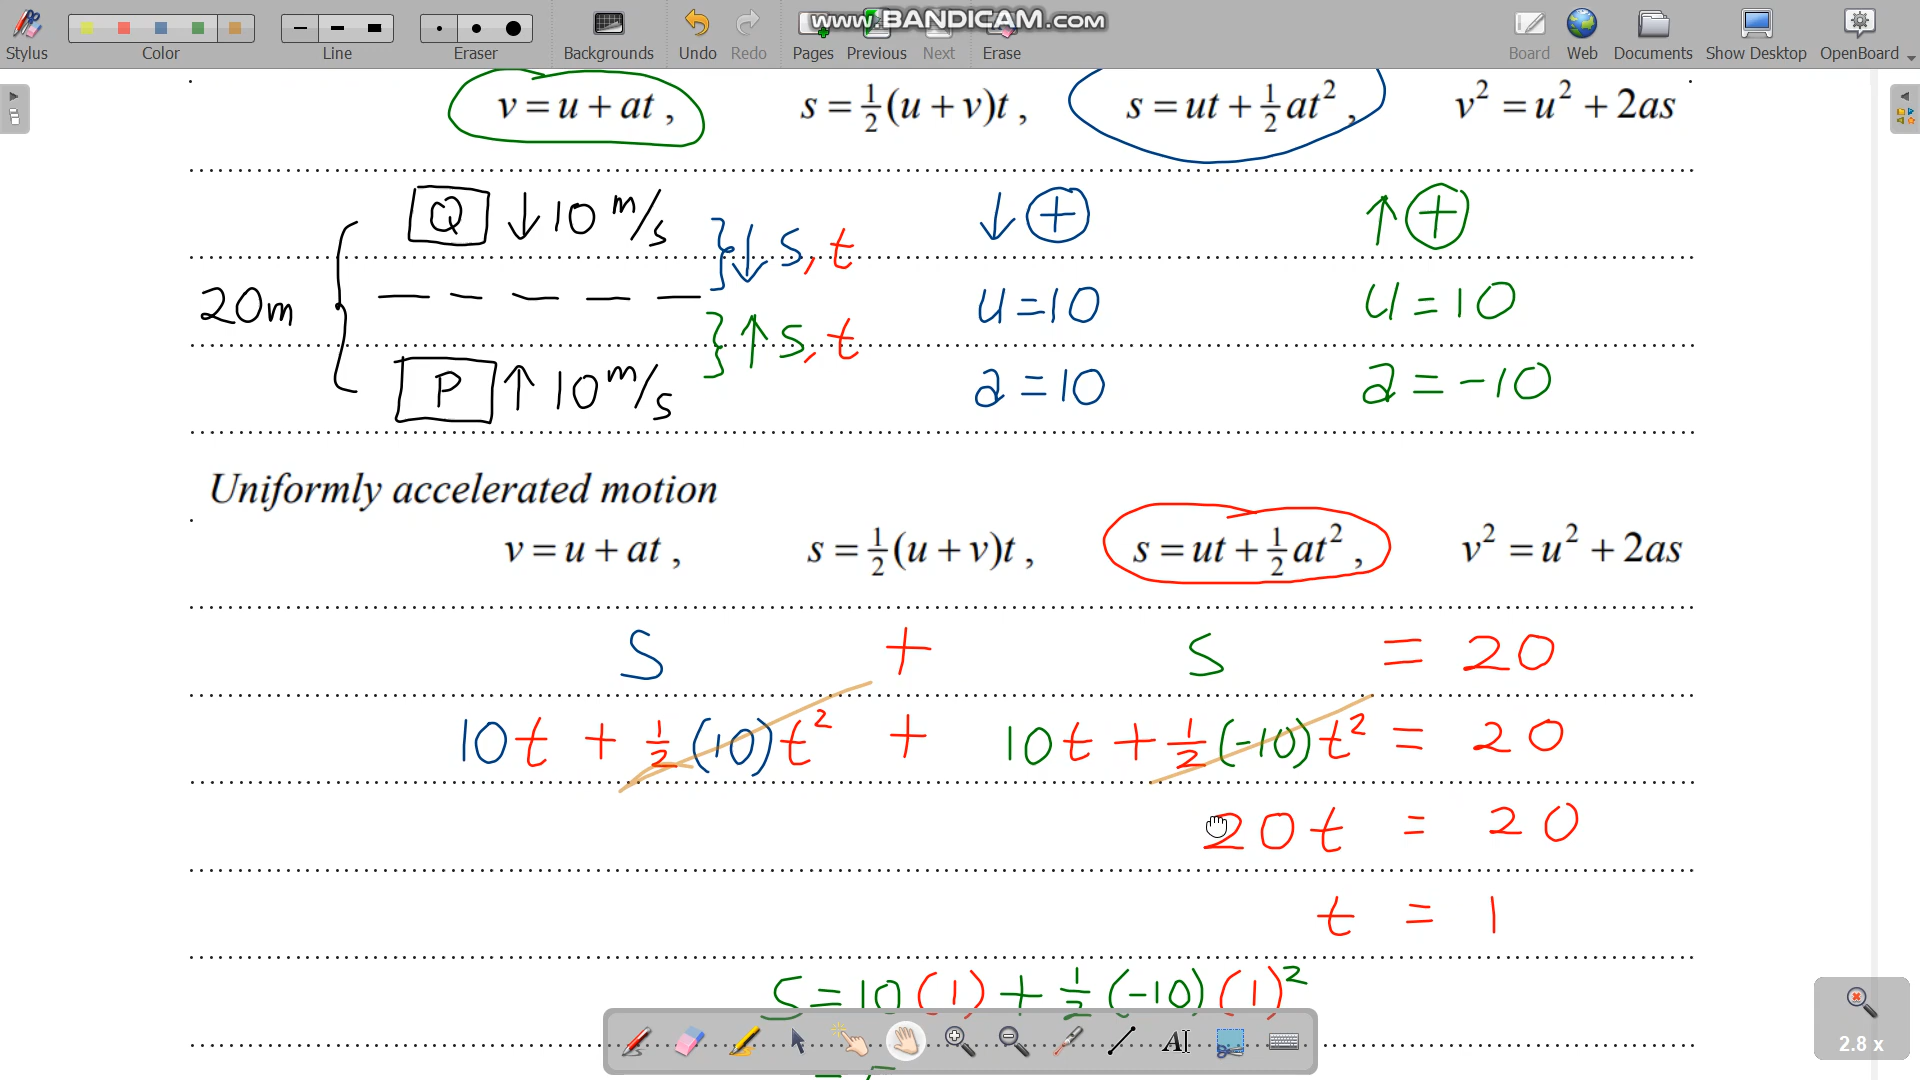 www.BANDICAM.com
Stylus Color Line Eraser Backgrounds Undo Redo Pages Previous Next Erase Board Web Documents Show Desktop OpenBoard
v = u + at , s = ½(u + v)t , s = ut + ½at² , v² = u² + 2as
Q ↓ 10 m/s } ↓ s, t ↓ + ↑ +
20m u = 10 u = 10
P ↑ 10 m/s } ↑ s, t a = 10 a = -10
Uniformly accelerated motion
v = u + at , s = ½(u + v)t , s = ut + ½at² , v² = u² + 2as
S + S = 20
10t + ½(10)t² + 10t + ½(-10)t² = 20
20t = 20
t = 1
S = 10(1) + ½(-10)(1)²
AI
2.8 x